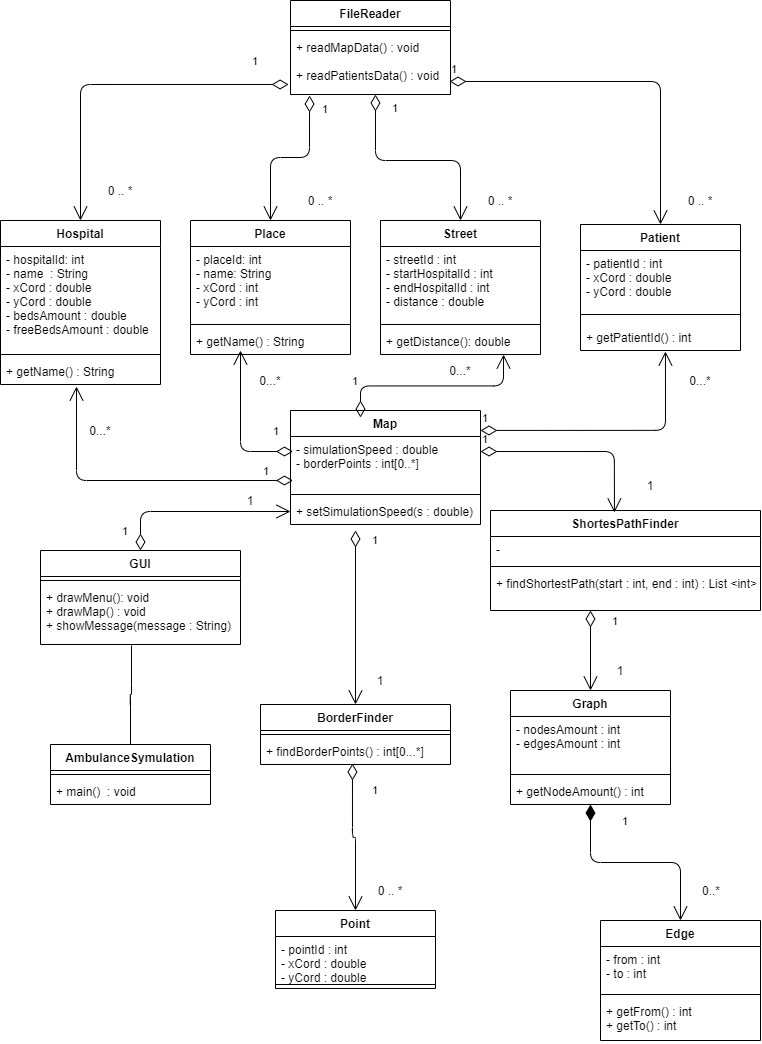 FileReader
+ readMapData() : void
+ readPatientsData() : void
1
1
1
1
0 .. *
0 .. *
0 .. *
0 .. *
Hospital
- hospitalId: int
- name  : String
- xCord : double
- yCord : double
- bedsAmount : double
- freeBedsAmount : double
+ getName() : String
Place
- placeId: int
- name: String
- xCord : int
- yCord : int
+ getName() : String
Street
- streetId : int
- startHospitalId : int
- endHospitalId : int
- distance : double
+ getDistance(): double
Patient
- patientId : int
- xCord : double
- yCord : double
+ getPatientId() : int
0...*
0...*
0...*
0...*
1
1
1
1
1
Map
- simulationSpeed : double
- borderPoints : int[0..*]
+ setSimulationSpeed(s : double)
1
1
1
1
GUI
+ drawMenu(): void
+ drawMap() : void
+ showMessage(message : String)
ShortesPathFinder
-
+ findShortestPath(start : int, end : int) : List <int>
1
1
1
AmbulanceSymulation
+ main()  : void
BorderFinder
+ findBorderPoints() : int[0...*]
Graph
- nodesAmount : int
- edgesAmount : int
+ getNodeAmount() : int
1
1
0 .. *
0..*
Point
- pointId : int
- xCord : double
- yCord : double
Edge
- from : int
- to : int
+ getFrom() : int
+ getTo() : int